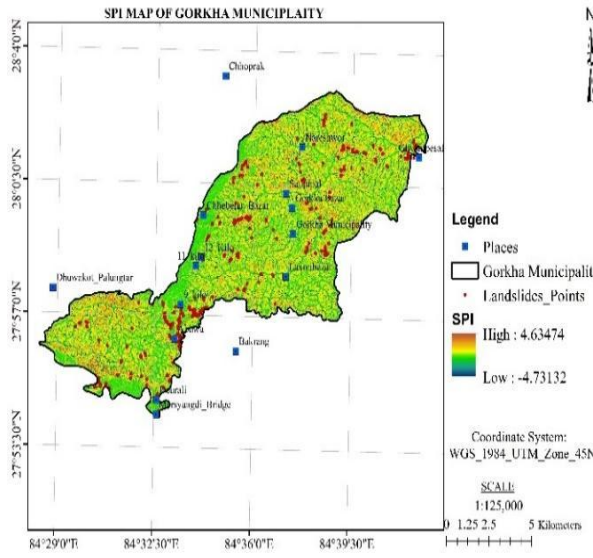 SPI MAP OF GORKHA MUNICIPLAITY
N
28°4'0"N
28°0'30"N
27°57'0"N
27°53'30"N
84°29'0"E
84°32'30"E
84°36'0"E
84°39'30"E
Chhoprak
Nareshwor
Chhebetar_Bazar
Gorkha Municipality
Dhuwakot_Palungtar
Bakrang
Marsyangdi_Bridge
Legend
Places
Gorkha Municipalit
Landslides_Points
SPI
High : 4.63474
Low : -4.73132
Coordinate System:
WGS_1984_UTM_Zone_45N
SCALE
1:125,000
0 1.25 2.5 5 Kilometers